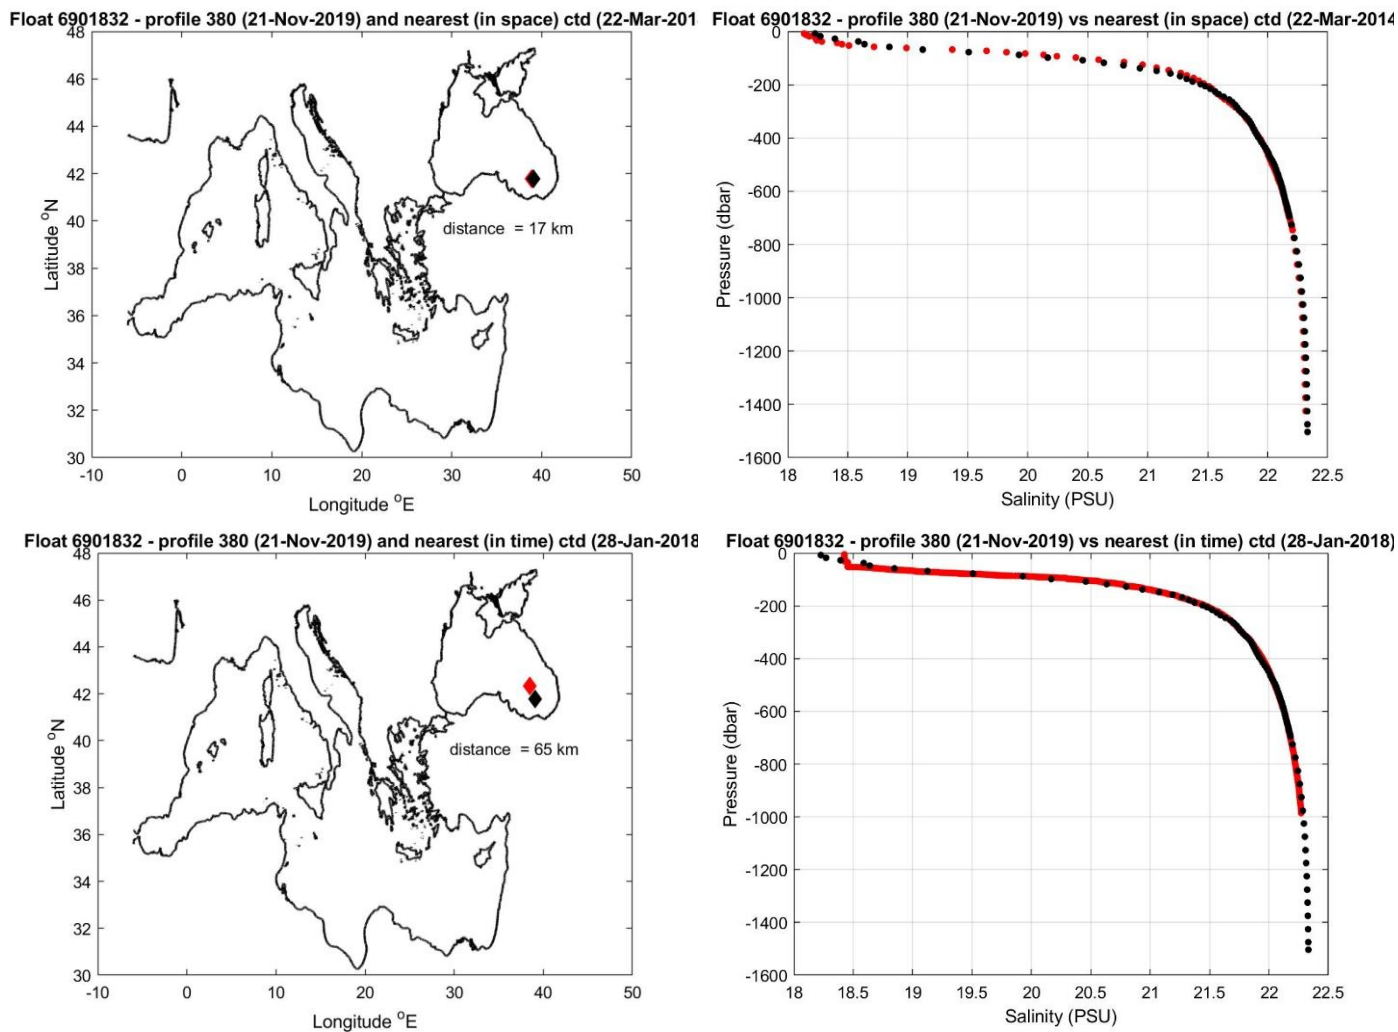 Float 6901832 - profile 380 (21-Nov-2019) and nearest (in space) ctd (22-Mar-201
48
46
44
42
40
38
36
34
32
30
-10 0 10 20 30 40 50
Latitude °N
Longitude °E
distance = 17 km
Float 6901832 - profile 380 (21-Nov-2019) vs nearest (in space) ctd (22-Mar-2014
0
-200
-400
-600
-800
-1000
-1200
-1400
-1600
18 18.5 19 19.5 20 20.5 21 21.5 22 22.5
Pressure (dbar)
Salinity (PSU)
Float 6901832 - profile 380 (21-Nov-2019) and nearest (in time) ctd (28-Jan-2018
48
46
44
42
40
38
36
34
32
30
-10 0 10 20 30 40 50
Latitude °N
Longitude °E
distance = 65 km
Float 6901832 - profile 380 (21-Nov-2019) vs nearest (in time) ctd (28-Jan-2018)
0
-200
-400
-600
-800
-1000
-1200
-1400
-1600
18 18.5 19 19.5 20 20.5 21 21.5 22 22.5
Pressure (dbar)
Salinity (PSU)